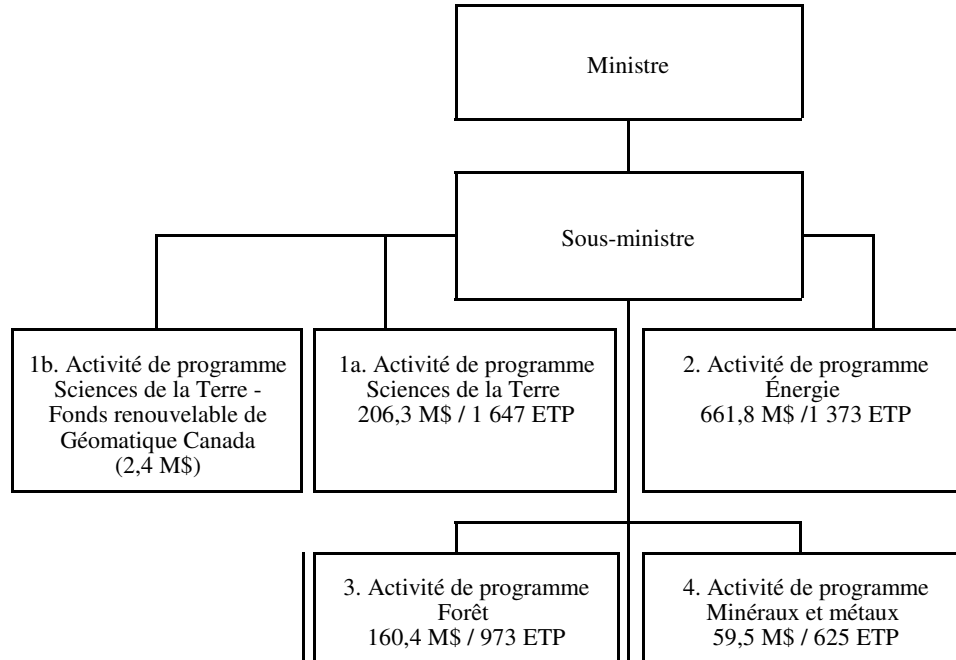 Ministre
Sous-ministre
1b. Activité de programme
Sciences de la Terre -
Fonds renouvelable de
Géomatique Canada
(2,4 M$)
1a. Activité de programme
Sciences de la Terre
206,3 M$ / 1 647 ETP
2. Activité de programme
Énergie
661,8 M$ /1 373 ETP
3. Activité de programme
Forêt
160,4 M$ / 973 ETP
4. Activité de programme
Minéraux et métaux
59,5 M$ / 625 ETP